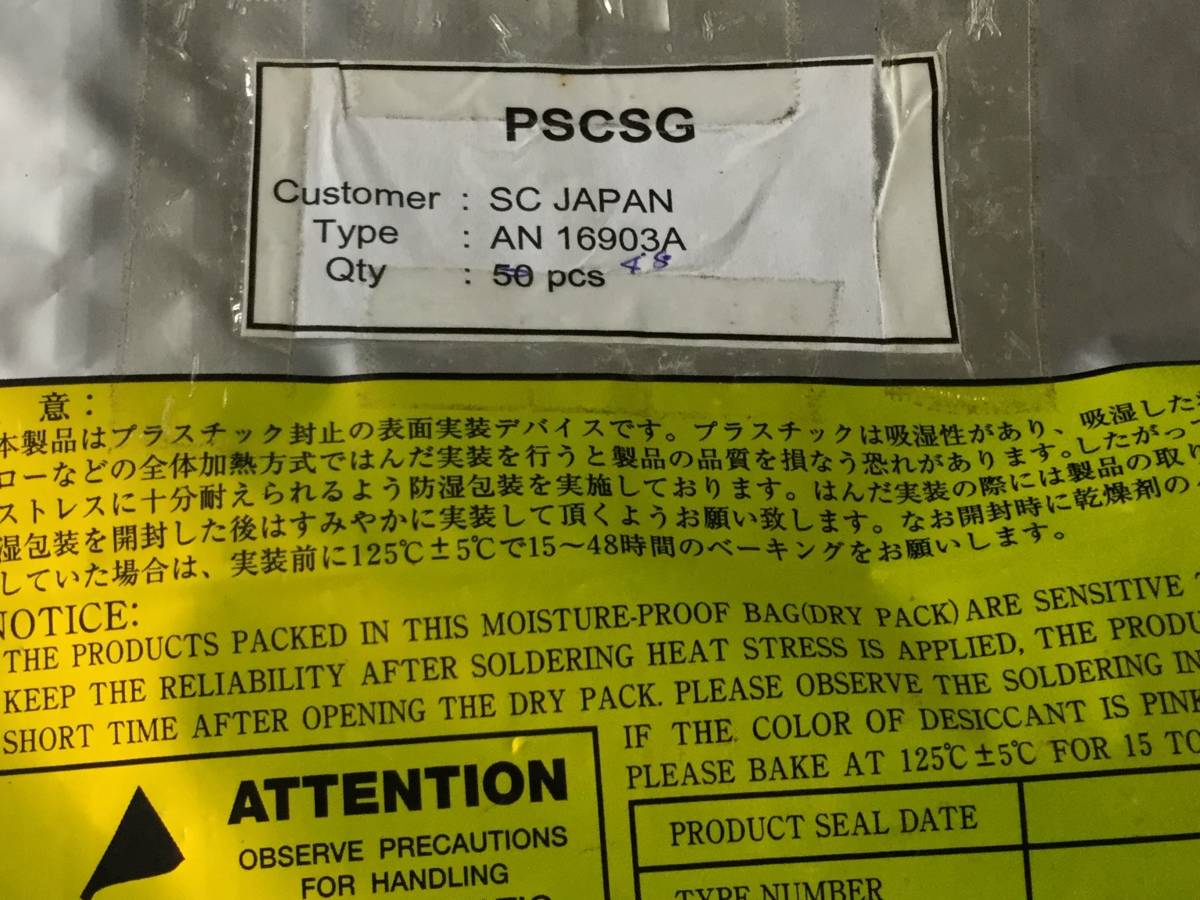 PSCSG
Customer : SC JAPAN
Type : AN 16903A
Qty : 50 pcs 48
意：
本製品はプラスチック封止の表面実装デバイスです。プラスチックは吸湿性があり、吸湿した
ローなどの全体加熱方式ではんだ実装を行うと製品の品質を損なう恐れがあります。したがっ
ストレスに十分耐えられるよう防湿包装を実施しております。はんだ実装の際には製品の取り
湿包装を開封した後はすみやかに実装して頂くようお願い致します。なお開封時に乾燥剤の
していた場合は、実装前に125℃±5℃で15～48時間のベーキングをお願いします。
NOTICE:
THE PRODUCTS PACKED IN THIS MOISTURE-PROOF BAG(DRY PACK) ARE SENSITIVE
KEEP THE RELIABILITY AFTER SOLDERING HEAT STRESS IS APPLIED, THE PRODU
SHORT TIME AFTER OPENING THE DRY PACK. PLEASE OBSERVE THE SOLDERING IN
IF THE COLOR OF DESICCANT IS PIN
PLEASE BAKE AT 125℃±5℃ FOR 15 TO
ATTENTION
OBSERVE PRECAUTIONS
FOR HANDLING
PRODUCT SEAL DATE
TYPE NUMBER